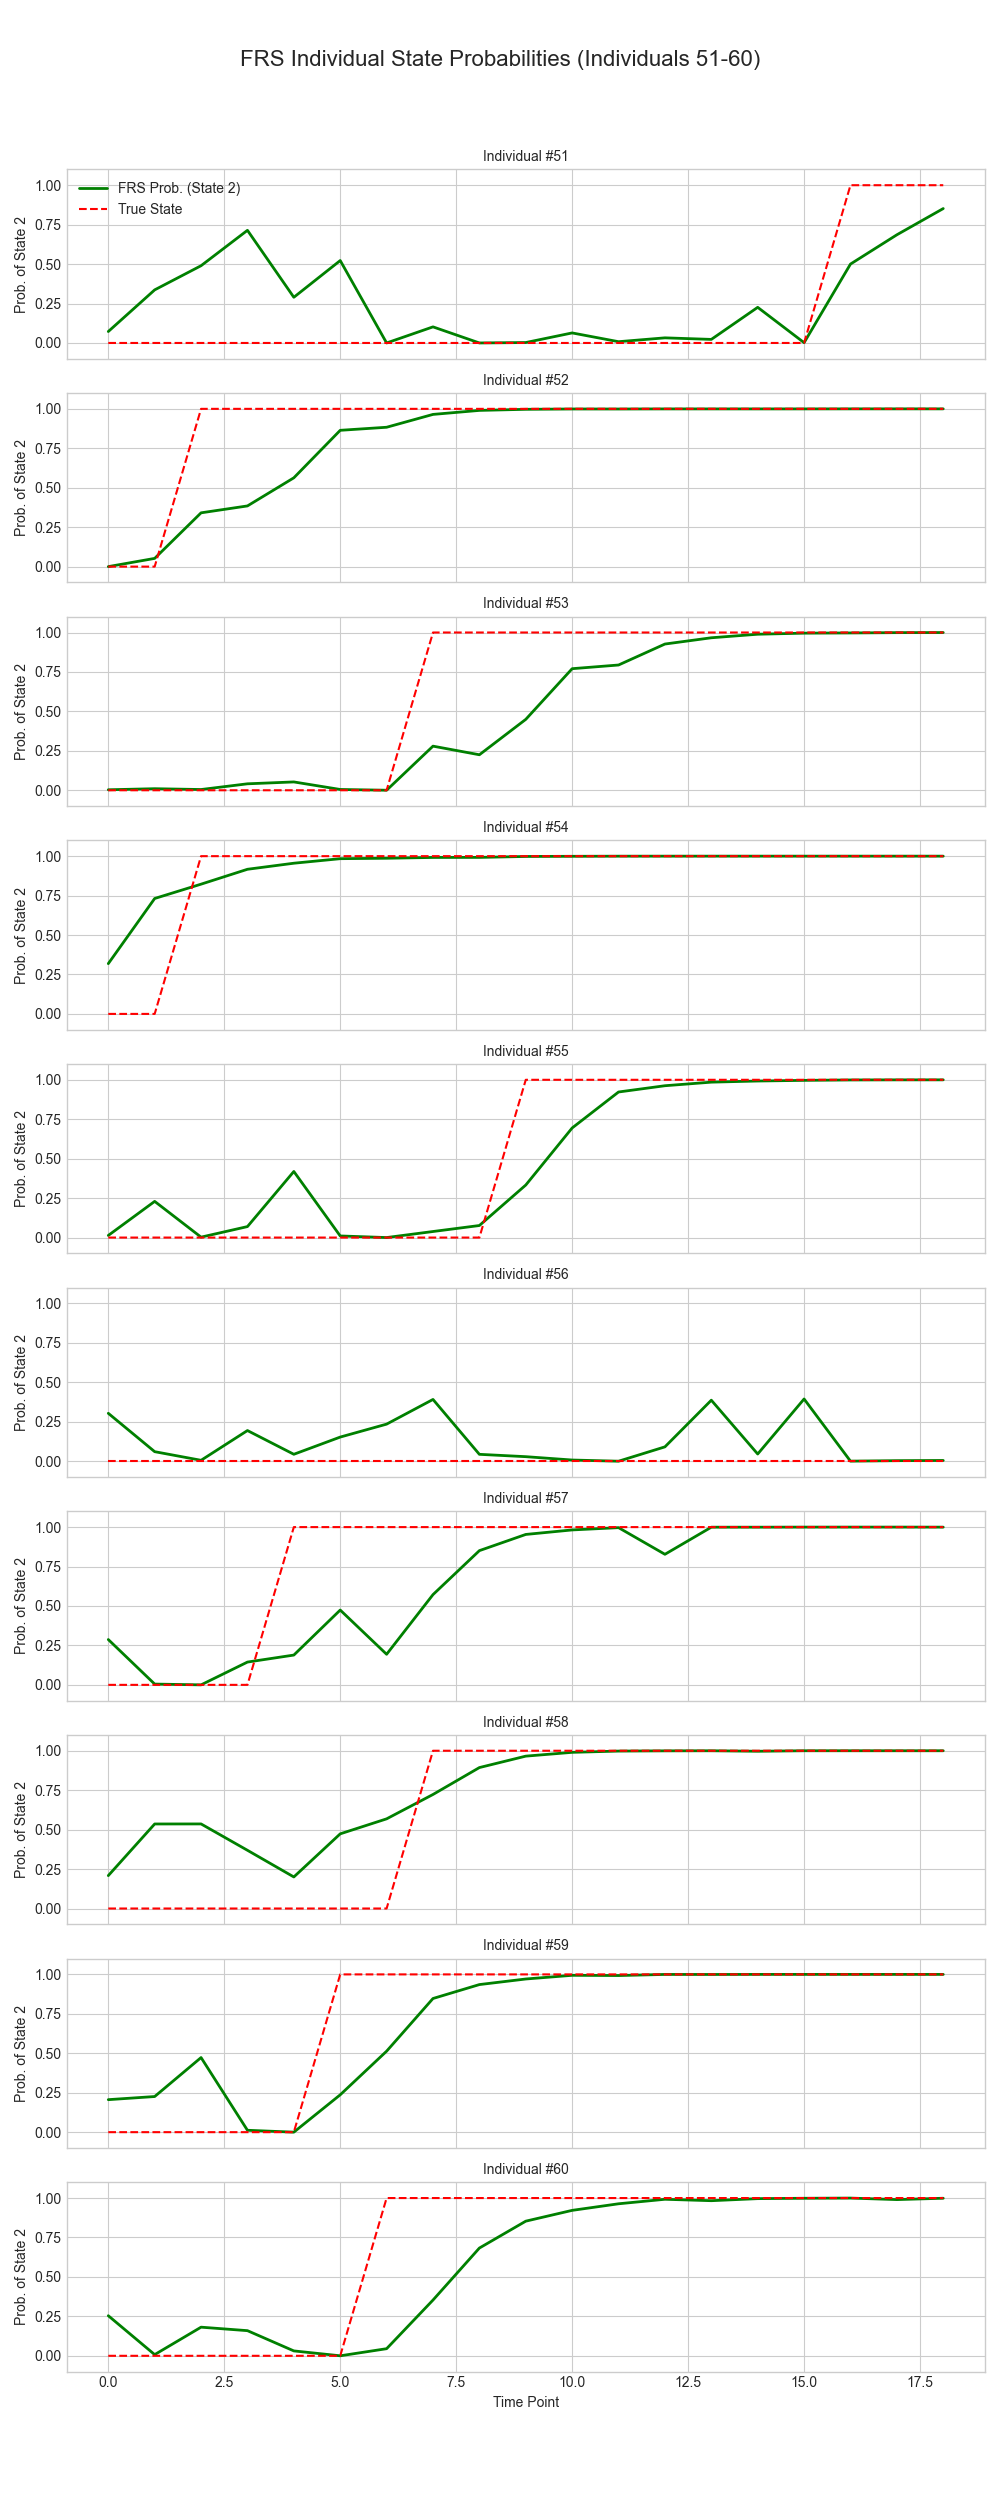 FRS Individual State Probabilities (Individuals 51-60)
Individual #51
FRS Prob. (State 2)
True State
Prob. of State 2
1.00
0.75
0.50
0.25
0.00
Individual #52
Prob. of State 2
1.00
0.75
0.50
0.25
0.00
Individual #53
Prob. of State 2
1.00
0.75
0.50
0.25
0.00
Individual #54
Prob. of State 2
1.00
0.75
0.50
0.25
0.00
Individual #55
Prob. of State 2
1.00
0.75
0.50
0.25
0.00
Individual #56
Prob. of State 2
1.00
0.75
0.50
0.25
0.00
Individual #57
Prob. of State 2
1.00
0.75
0.50
0.25
0.00
Individual #58
Prob. of State 2
1.00
0.75
0.50
0.25
0.00
Individual #59
Prob. of State 2
1.00
0.75
0.50
0.25
0.00
Individual #60
Prob. of State 2
1.00
0.75
0.50
0.25
0.00
0.0 2.5 5.0 7.5 10.0 12.5 15.0 17.5
Time Point